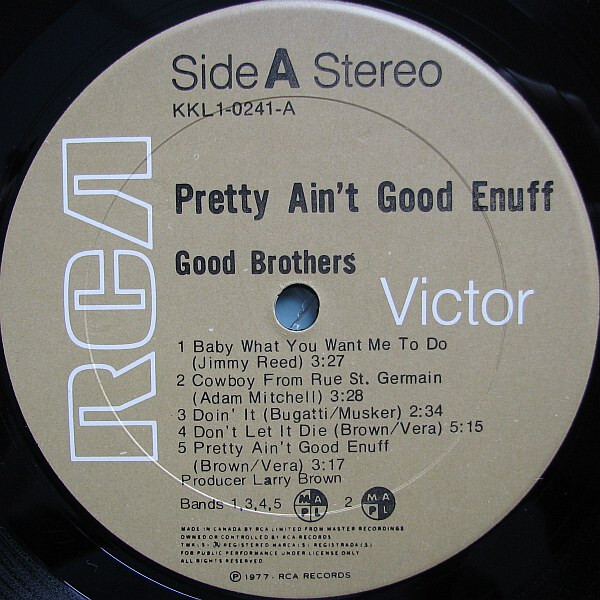 Side A Stereo
KKL1-0241-A
RCA
Pretty Ain't Good Enuff
Good Brothers
Victor
1 Baby What You Want Me To Do
(Jimmy Reed) 3:27
2 Cowboy From Rue St. Germain
(Adam Mitchell) 3:28
3 Doin' It (Bugatti/Musker) 2:34
4 Don't Let It Die (Brown/Vera) 5:15
5 Pretty Ain't Good Enuff
(Brown/Vera) 3:17
Producer Larry Brown
Bands 1,3,4,5 MAPL 2 MAPL
MADE IN CANADA BY RCA LIMITED FROM MASTER RECORDINGS
OWNED OR CONTROLLED BY RCA RECORDS
TMK(S) REGISTERED MARCA(S) REGISTRADA(S)
FOR PUBLIC PERFORMANCE UNDER LICENSE ONLY
ALL RIGHTS RESERVED
℗ 1977 - RCA RECORDS